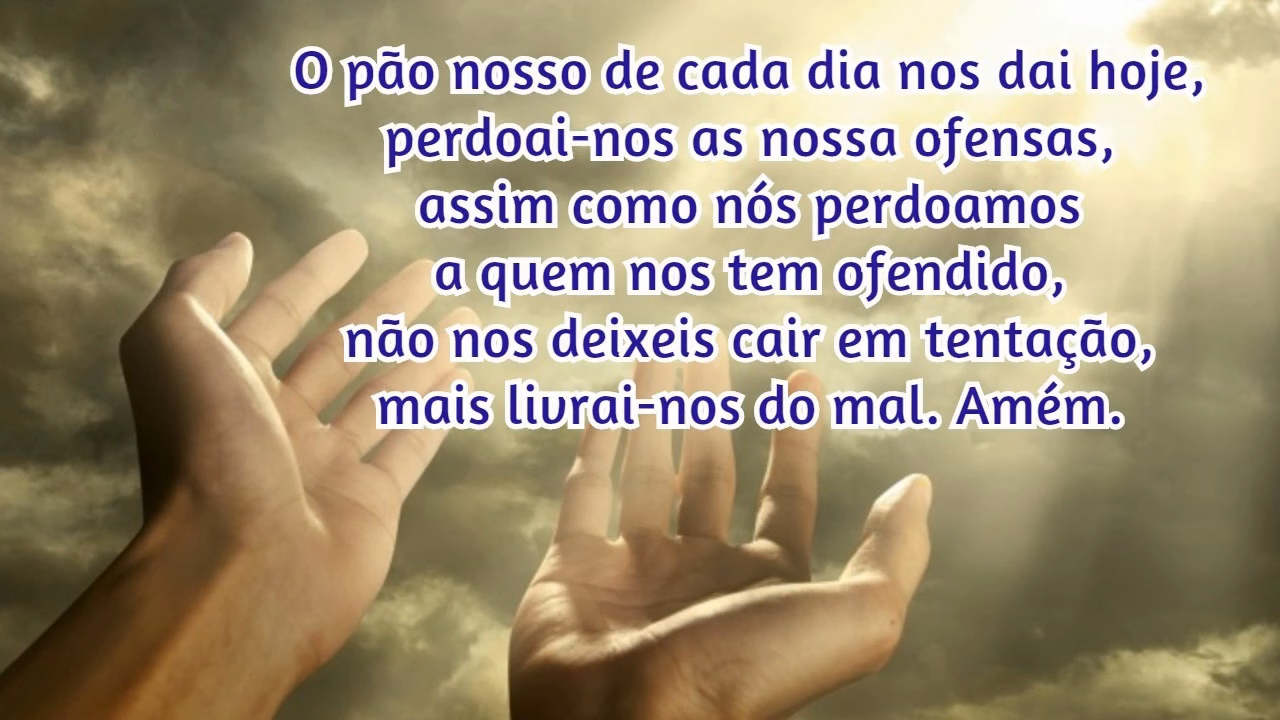 O pão nosso de cada dia nos dai hoje,
perdoai-nos as nossa ofensas,
assim como nós perdoamos
a quem nos tem ofendido,
não nos deixeis cair em tentação,
mais livrai-nos do mal. Amém.